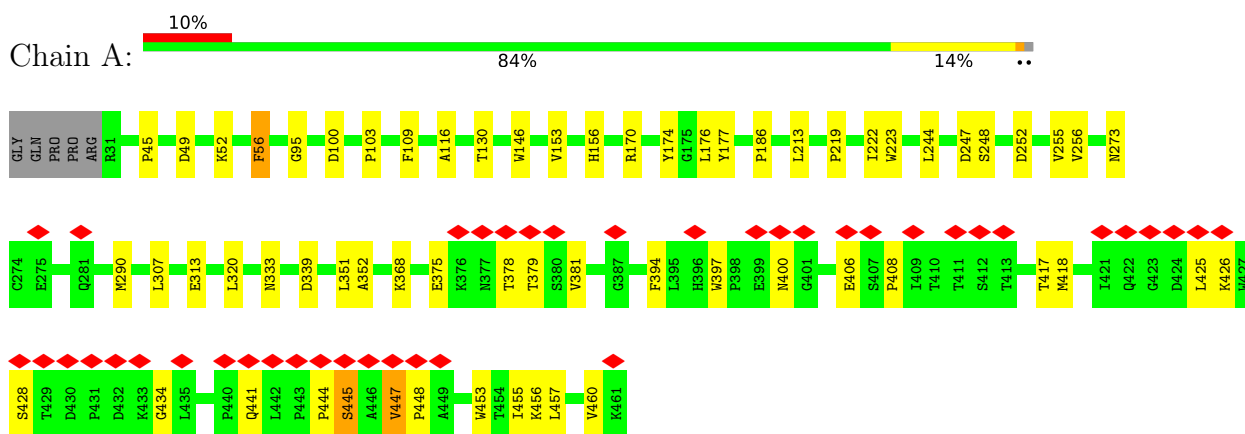 10%
Chain A:
84%
14%
GLY GLN PRO PRO ARG R31 P45 D49 K52 F56 G95 D100 P103 F109 A116 T130 W146 V153 H156 R170 Y174 G175 L176 Y177 P186 L213 P219 I222 W223 L244 D247 S248 D252 V255 V256 N273
C274 E275 Q281 M290 L307 E313 L320 N333 D339 L351 A352 K368 E375 K376 N377 T378 T379 S380 V381 G387 F394 L395 H396 W397 P398 E399 N400 G401 E406 S407 P408 I409 T410 T411 S412 T413 T417 M418 I421 Q422 G423 D424 L425 K426 W427
S428 T429 D430 P431 D432 K433 G434 L435 P440 Q441 L442 P443 P444 S445 A446 V447 P448 A449 W453 T454 I455 K456 L457 V460 K461